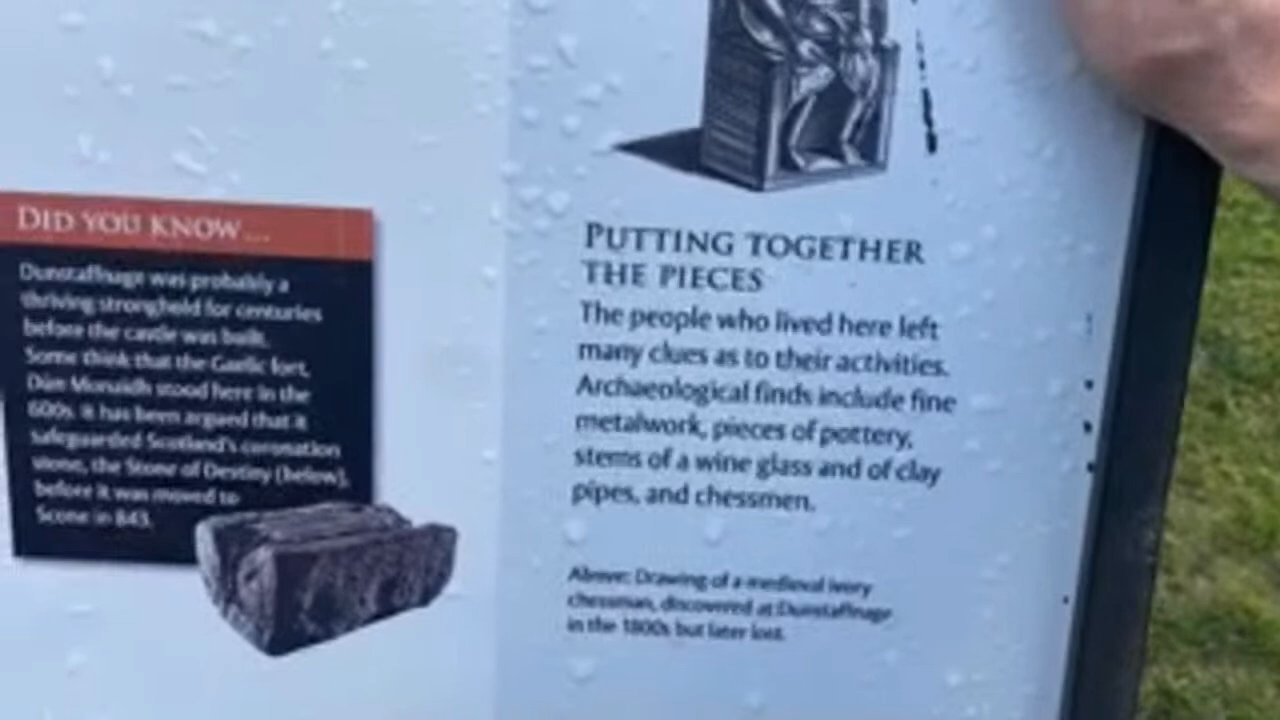 DID YOU KNOW...
Dunstaffnage was probably a
thriving stronghold for centuries
before the castle was built.
Some think that the Gaelic fort,
Dùn Monaidh stood here in the
600s. It has been argued that it
safeguarded Scotland's coronation
stone, the Stone of Destiny (below),
before it was moved to
Scone in 843.
PUTTING TOGETHER
THE PIECES
The people who lived here left
many clues as to their activities.
Archaeological finds include fine
metalwork, pieces of pottery,
stems of a wine glass and of clay
pipes, and chessmen.
Above: Drawing of a medieval ivory
chessman, discovered at Dunstaffnage
in the 1800s but later lost.